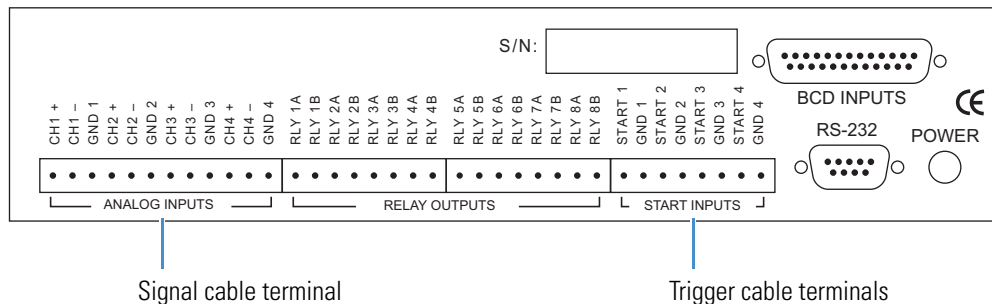 S/N:
BCD INPUTS
CE
RS-232
POWER
CH1 +
CH1 –
GND 1
CH2 +
CH2 –
GND 2
CH3 +
CH3 –
GND 3
CH4 +
CH4 –
GND 4
RLY 1A
RLY 1B
RLY 2A
RLY 2B
RLY 3A
RLY 3B
RLY 4A
RLY 4B
RLY 5A
RLY 5B
RLY 6A
RLY 6B
RLY 7A
RLY 7B
RLY 8A
RLY 8B
START 1
GND 1
START 2
GND 2
START 3
GND 3
START 4
GND 4
ANALOG INPUTS
RELAY OUTPUTS
START INPUTS
Signal cable terminal
Trigger cable terminals